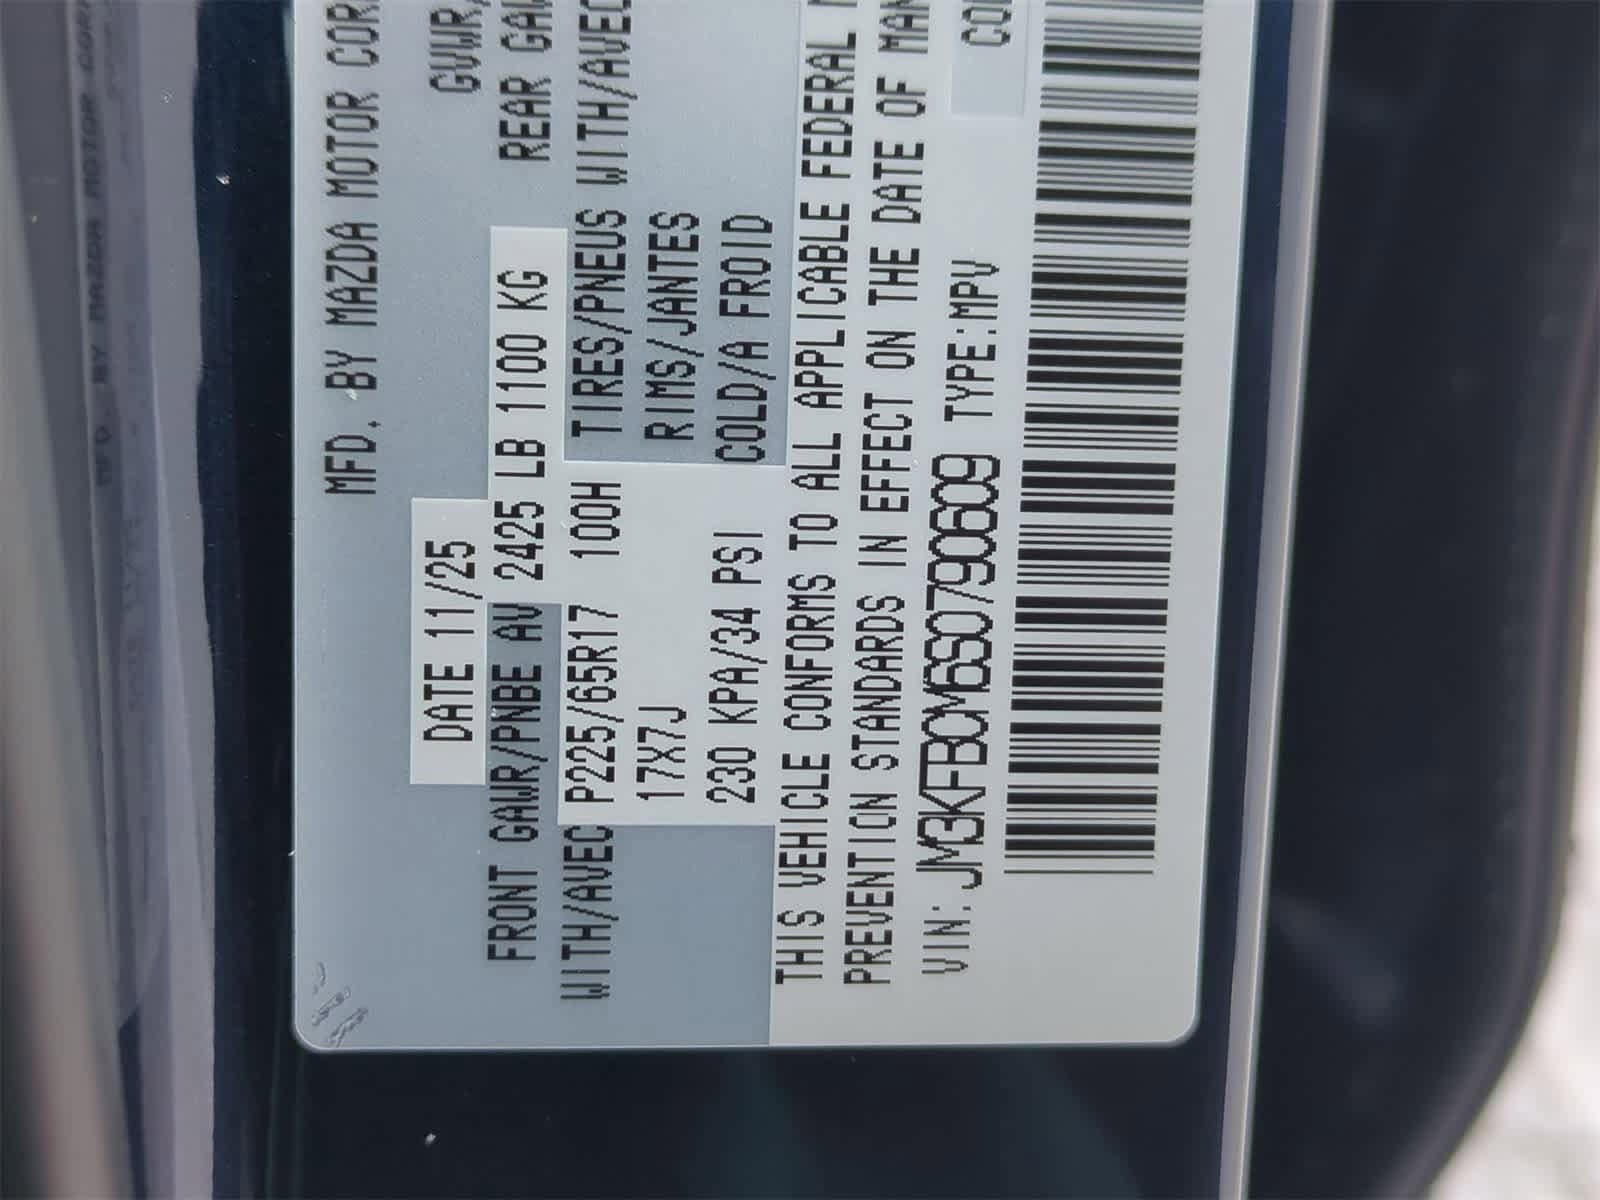 MFD. BY MAZDA MOTOR COR
DATE 11/25
GVWR/
FRONT GAWR/PNBE AV 2425 LB 1100 KG
REAR GAW
WITH/AVEC P225/65R17 100H TIRES/PNEUS WITH/AVEC
17X7J RIMS/JANTES
230 KPA/34 PSI COLD/A FROID
THIS VEHICLE CONFORMS TO ALL APPLICABLE FEDERAL
PREVENTION STANDARDS IN EFFECT ON THE DATE OF MAN
VIN: JM3KFBCM6S0790609 TYPE:MPV